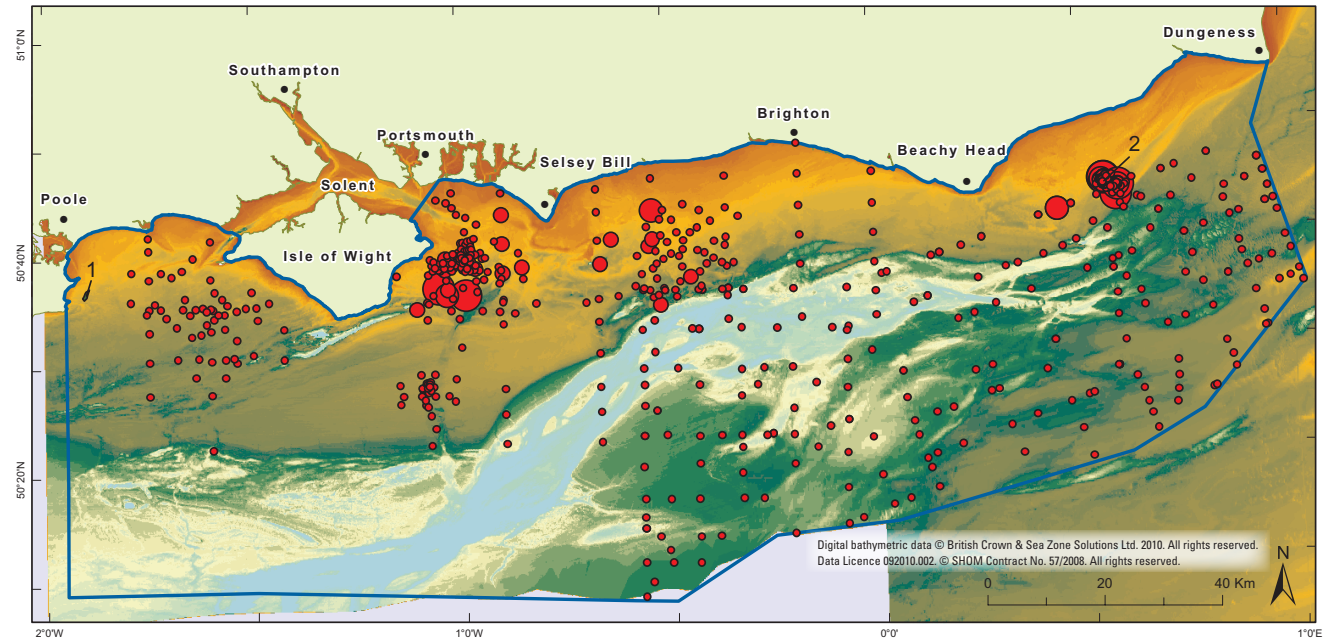 Dungeness
51°0'N
Southampton
Brighton
2
Portsmouth
Beachy Head
Selsey Bill
Solent
Poole
50°40'N
Isle of Wight
1
50°20'N
Digital bathymetric data © British Crown & Sea Zone Solutions Ltd. 2010. All rights reserved.
Data Licence 092010.002. © SHOM Contract No. 57/2008. All rights reserved.
N
0 20 40 Km
2°0'W 1°0'W 0°0' 1°0'E